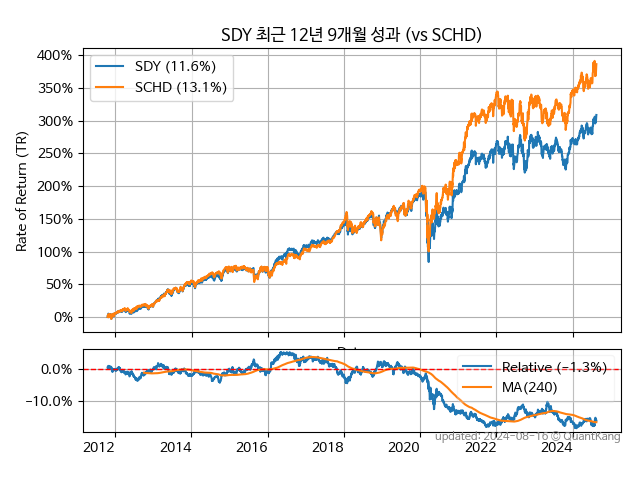 SDY 최근 12년 9개월 성과 (vs SCHD)
400%
350%
300%
250%
200%
150%
100%
50%
0%
Rate of Return (TR)
SDY (11.6%)
SCHD (13.1%)
0.0%
−10.0%
Relative (−1.3%)
MA(240)
2012
2014
2016
2018
2020
2022
2024
updated: 2024-08-16 © QuantKang